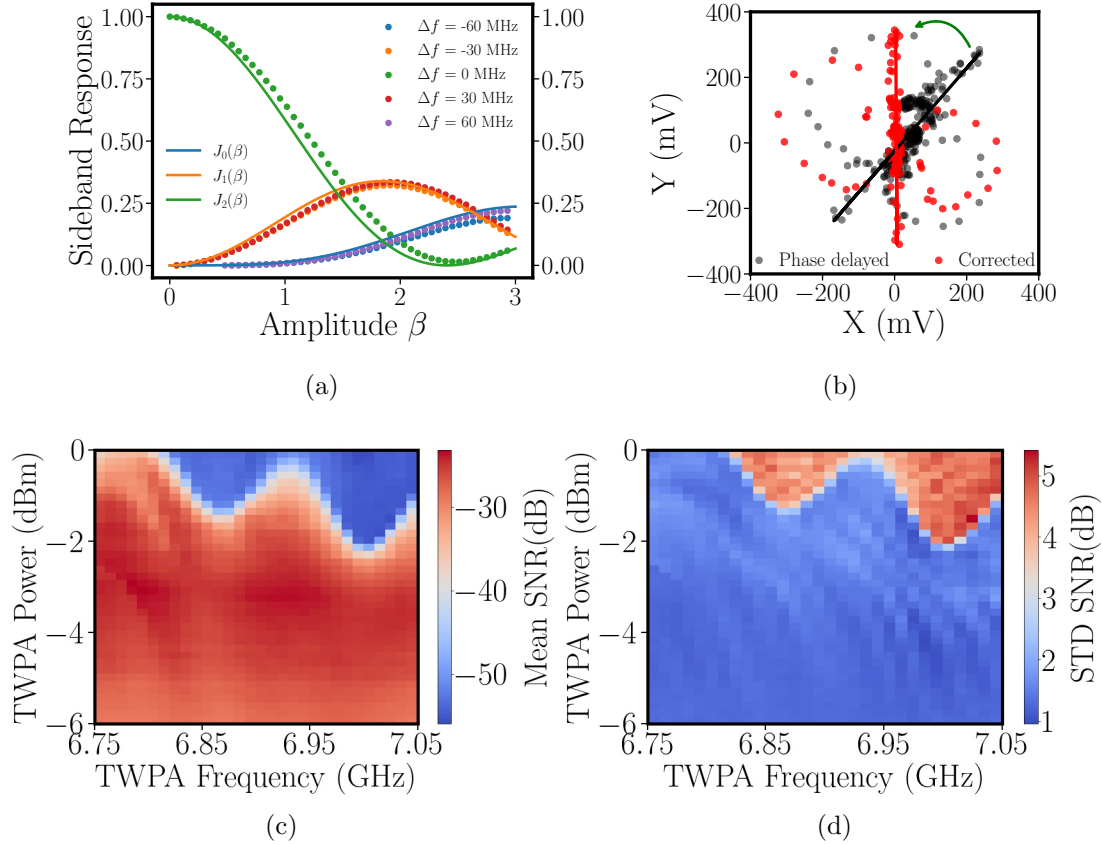 1.00
0.75
0.50
0.25
0.00
Sideband Response
Δf = -60 MHz
Δf = -30 MHz
Δf = 0 MHz
Δf = 30 MHz
Δf = 60 MHz
J₀(β)
J₁(β)
J₂(β)
1.00
0.75
0.50
0.25
0.00
0 1 2 3
Amplitude β
(a)
400
200
0
−200
−400
Y (mV)
Phase delayed
Corrected
−400 −200 0 200 400
X (mV)
(b)
0
−2
−4
−6
TWPA Power (dBm)
6.75 6.85 6.95 7.05
TWPA Frequency (GHz)
−30
−40
−50
Mean SNR(dB)
(c)
0
−2
−4
−6
TWPA Power (dBm)
6.75 6.85 6.95 7.05
TWPA Frequency (GHz)
5
4
3
2
1
STD SNR(dB)
(d)